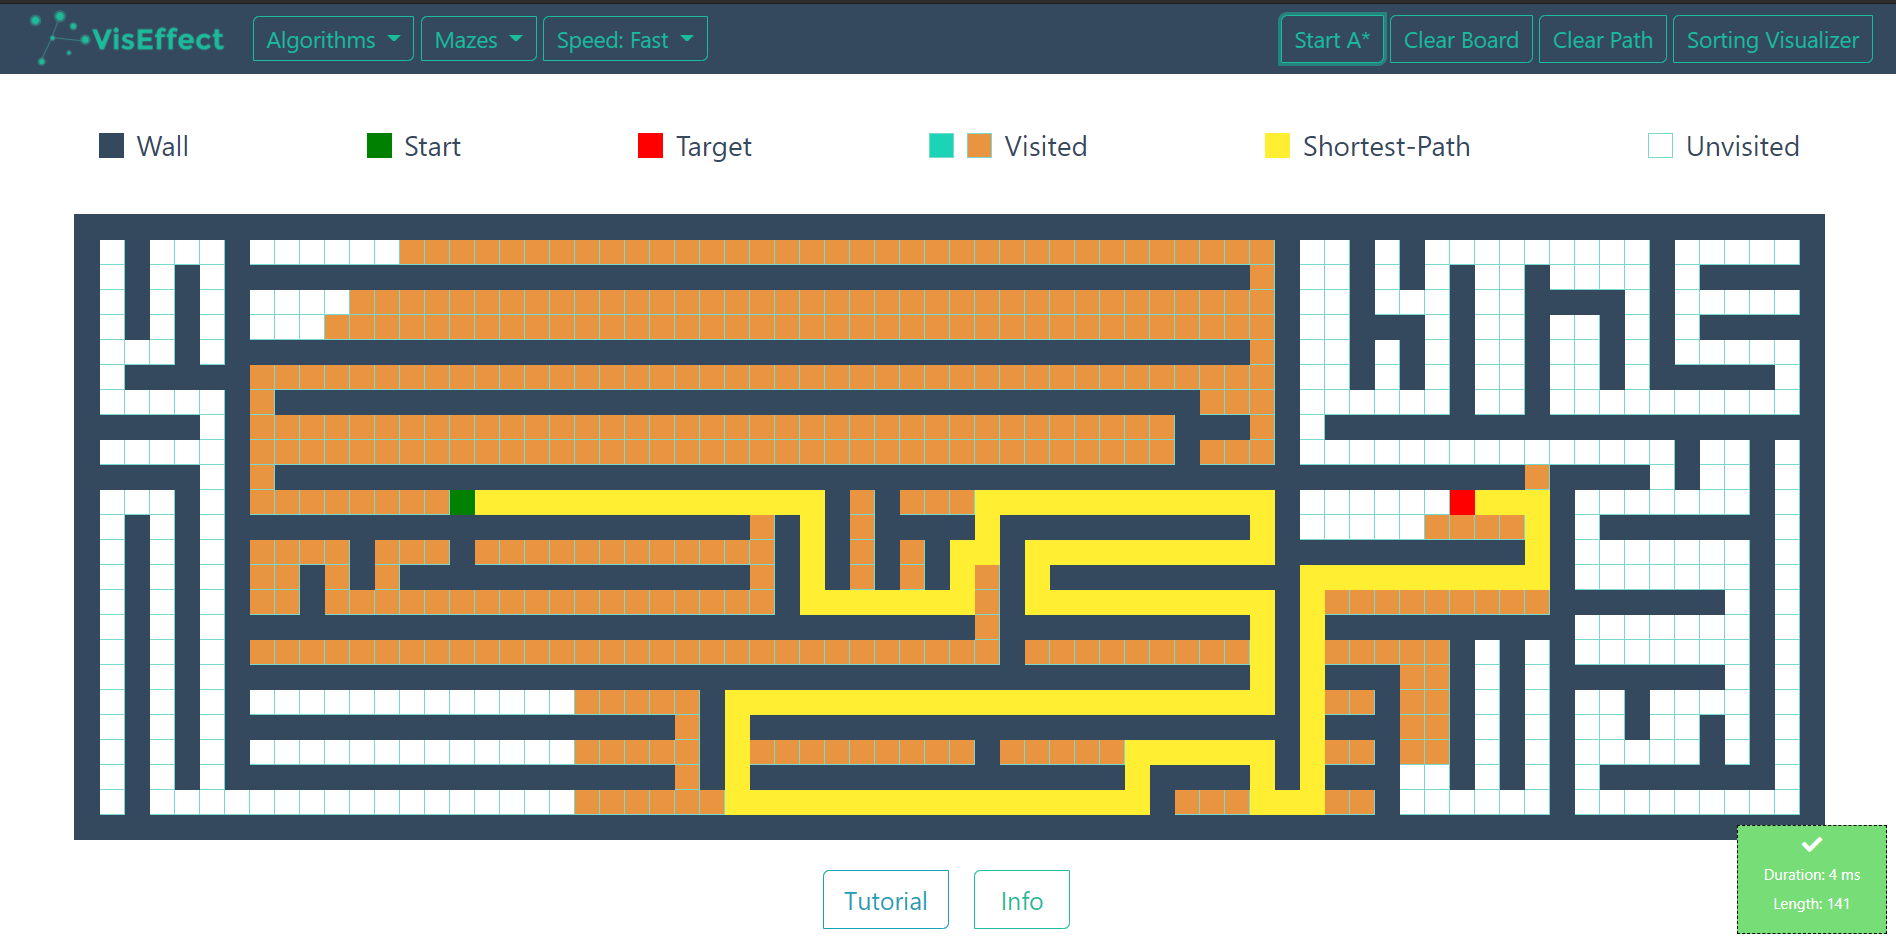 VisEffect Algorithms Mazes Speed: Fast Start A* Clear Board Clear Path Sorting Visualizer
Wall Start Target Visited Shortest-Path Unvisited
Duration: 4 ms
Length: 141
Tutorial Info